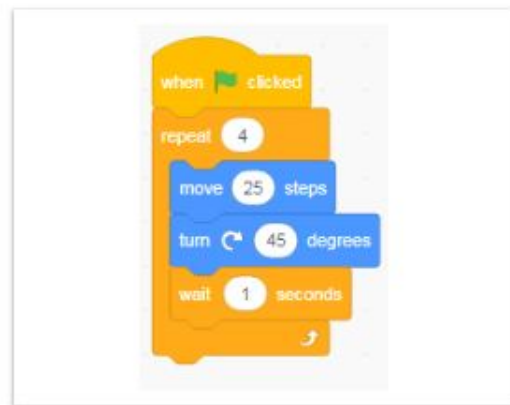 when clicked
repeat 4
move 25 steps
turn 45 degrees
wait 1 seconds